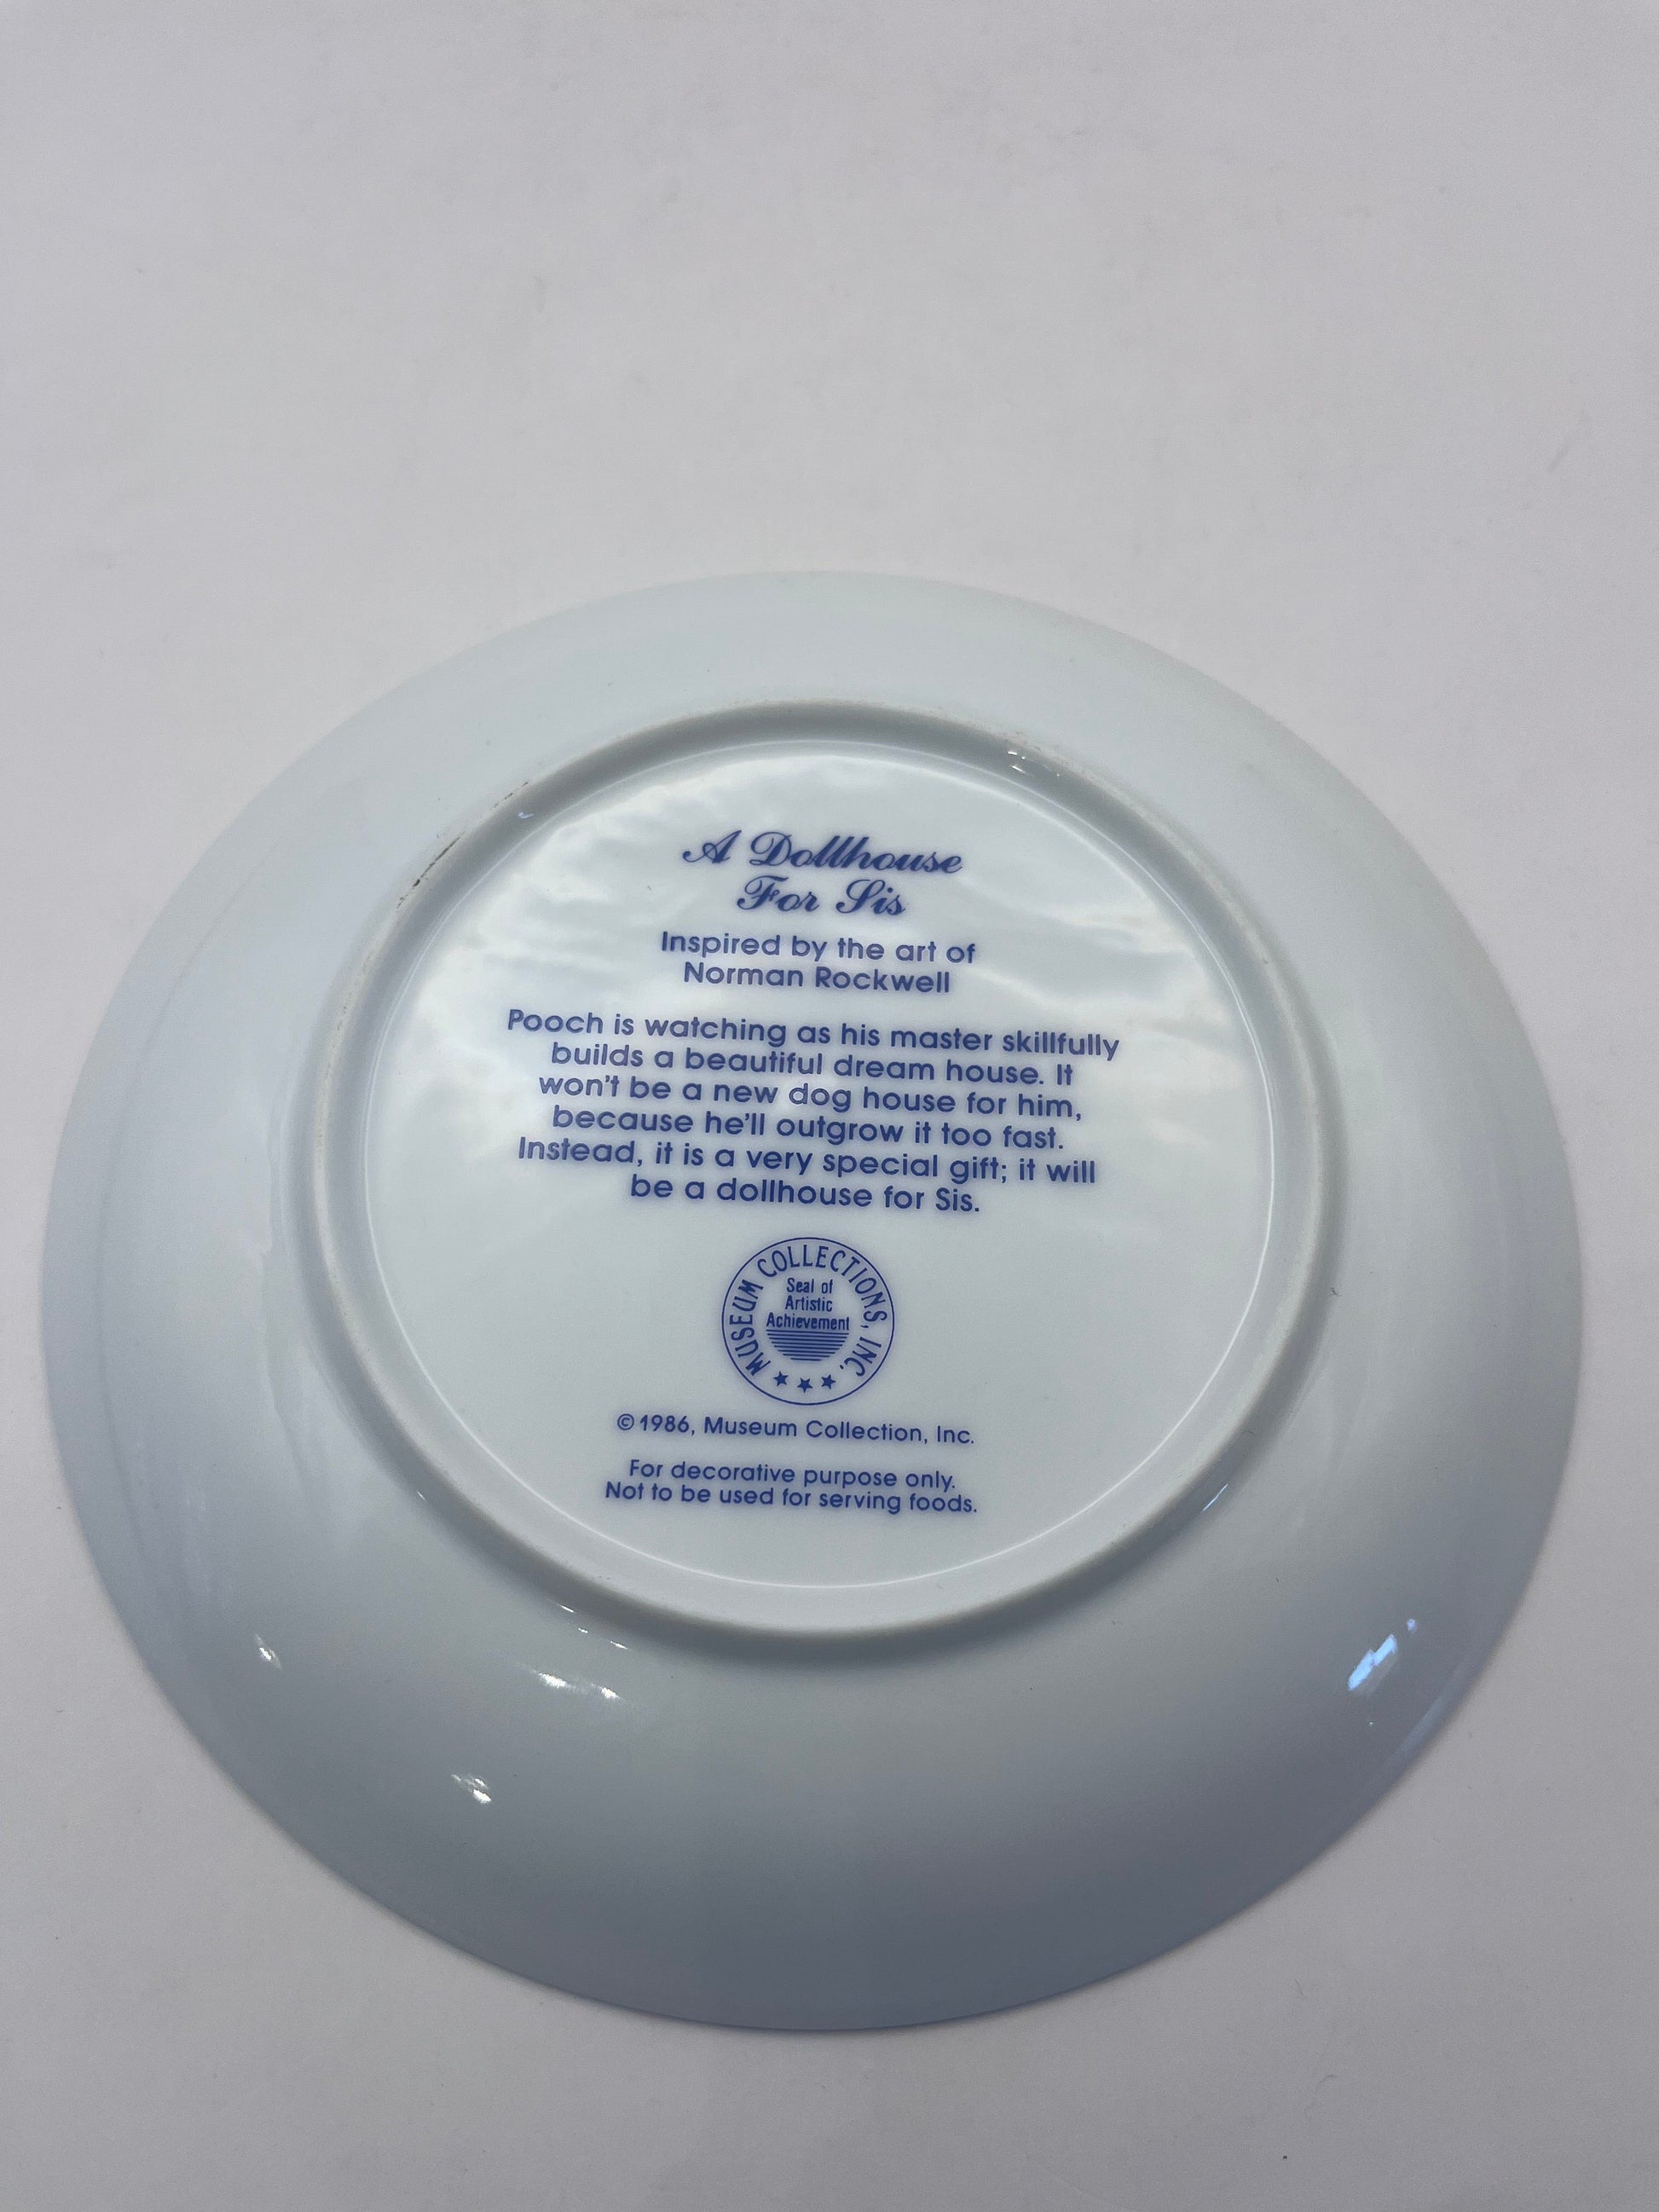 A Dollhouse
For Sis
Inspired by the art of
Norman Rockwell
Pooch is watching as his master skillfully
builds a beautiful dream house. It
won't be a new dog house for him,
because he'll outgrow it too fast.
Instead, it is a very special gift; it will
be a dollhouse for Sis.
MUSEUM COLLECTIONS, INC.
Seal of
Artistic
Achievement
©1986, Museum Collection, Inc.
For decorative purpose only.
Not to be used for serving foods.